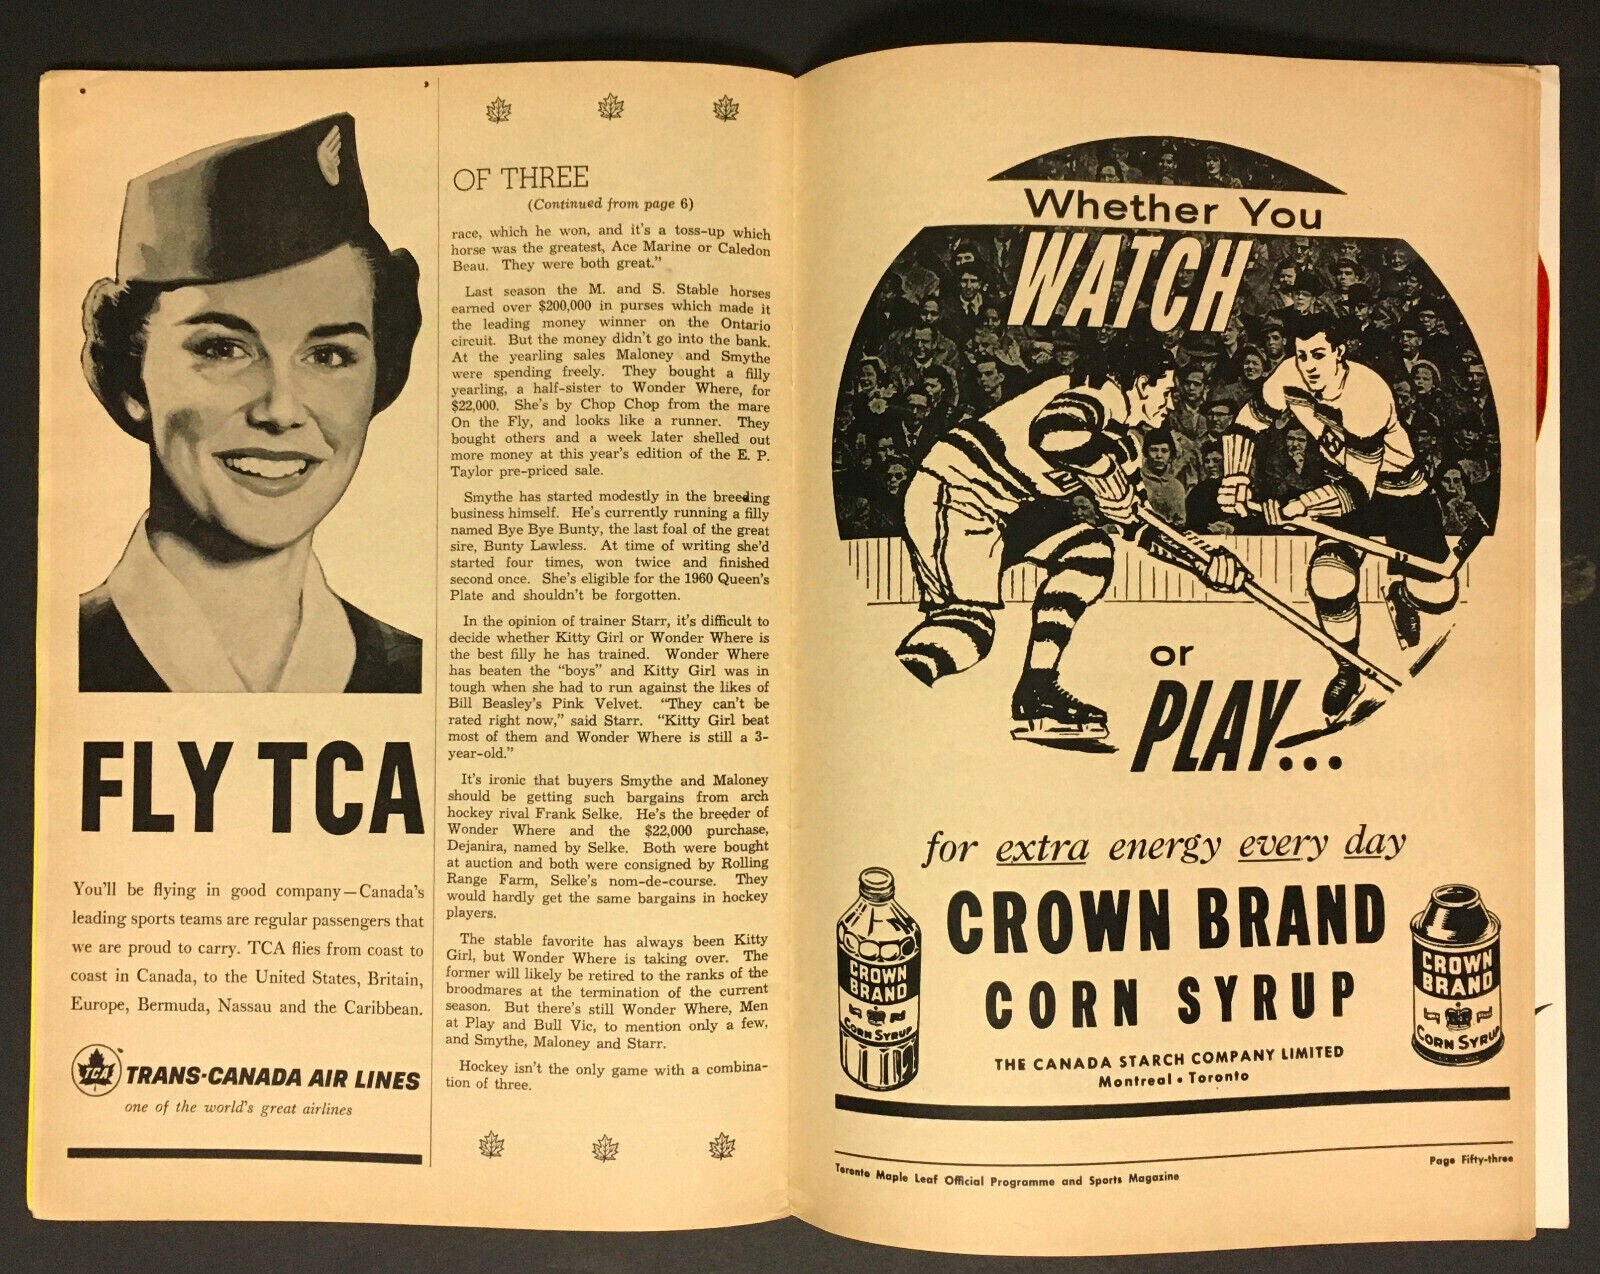 FLY TCA
You'll be flying in good company—Canada's
leading sports teams are regular passengers that
we are proud to carry. TCA flies from coast to
coast in Canada, to the United States, Britain,
Europe, Bermuda, Nassau and the Caribbean.
TCA
TRANS-CANADA AIR LINES
one of the world's great airlines
OF THREE
(Continued from page 6)
race, which he won, and it's a toss-up which
horse was the greatest, Ace Marine or Caledon
Beau. They were both great."
Last season the M. and S. Stable horses
earned over $200,000 in purses which made it
the leading money winner on the Ontario
circuit. But the money didn't go into the bank.
At the yearling sales Maloney and Smythe
were spending freely. They bought a filly
yearling, a half-sister to Wonder Where, for
$22,000. She's by Chop Chop from the mare
On the Fly, and looks like a runner. They
bought others and a week later shelled out
more money at this year's edition of the E. P.
Taylor pre-priced sale.
Smythe has started modestly in the breeding
business himself. He's currently running a filly
named Bye Bye Bunty, the last foal of the great
sire, Bunty Lawless. At time of writing she'd
started four times, won twice and finished
second once. She's eligible for the 1960 Queen's
Plate and shouldn't be forgotten.
In the opinion of trainer Starr, it's difficult to
decide whether Kitty Girl or Wonder Where is
the best filly he has trained. Wonder Where
has beaten the "boys" and Kitty Girl was in
tough when she had to run against the likes of
Bill Beasley's Pink Velvet. "They can't be
rated right now," said Starr. "Kitty Girl beat
most of them and Wonder Where is still a 3-
year-old."
It's ironic that buyers Smythe and Maloney
should be getting such bargains from arch
hockey rival Frank Selke. He's the breeder of
Wonder Where and the $22,000 purchase,
Dejanira, named by Selke. Both were bought
at auction and both were consigned by Rolling
Range Farm, Selke's nom-de-course. They
would hardly get the same bargains in hockey
players.
The stable favorite has always been Kitty
Girl, but Wonder Where is taking over. The
former will likely be retired to the ranks of the
broodmares at the termination of the current
season. But there's still Wonder Where, Men
at Play and Bull Vic, to mention only a few,
and Smythe, Maloney and Starr.
Hockey isn't the only game with a combina-
tion of three.
Whether You
WATCH
or
PLAY...
for extra energy every day
CROWN BRAND
CORN SYRUP
CROWN
BRAND
CORN SYRUP
CROWN
BRAND
CORN SYRUP
THE CANADA STARCH COMPANY LIMITED
Montreal • Toronto
Toronto Maple Leaf Official Programme and Sports Magazine
Page Fifty-three